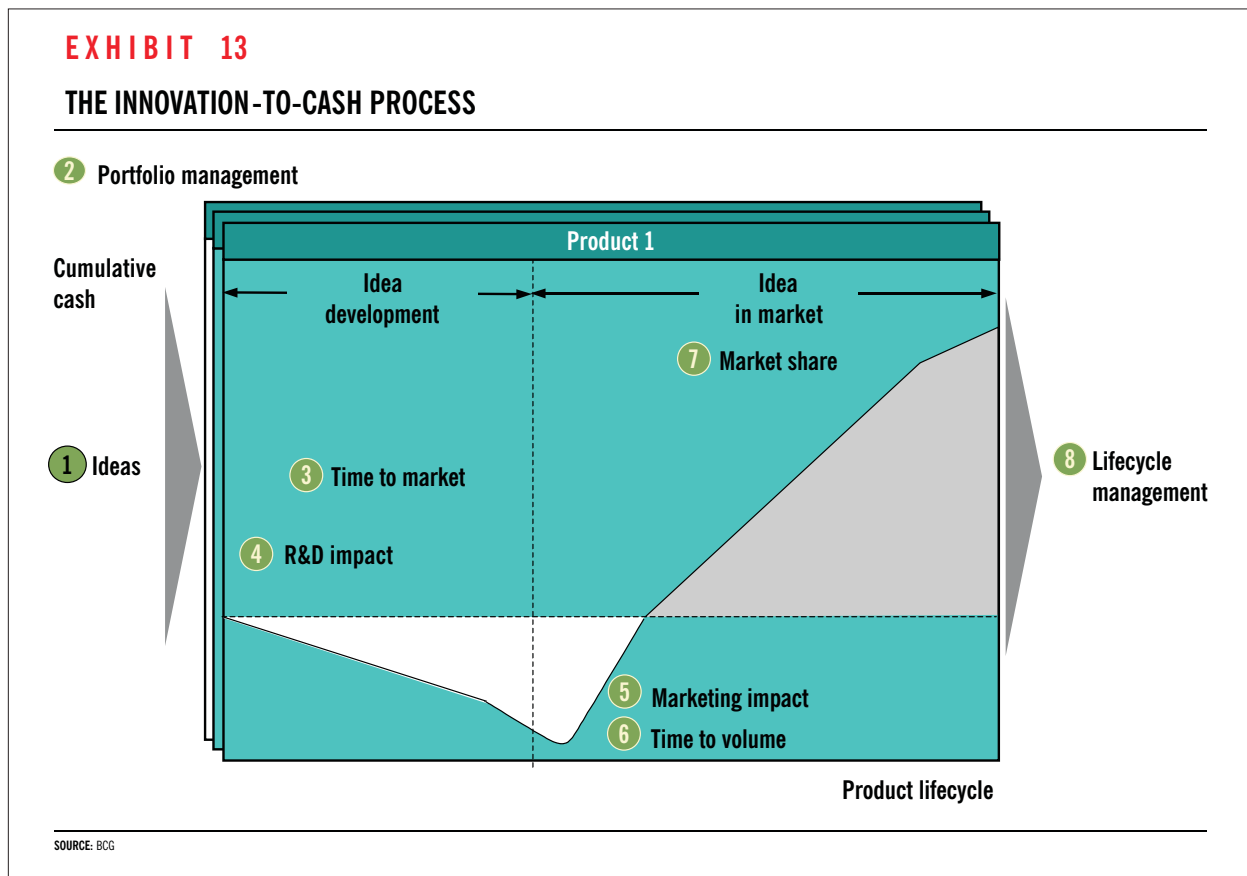 EXHIBIT 13
THE INNOVATION-TO-CASH PROCESS
2 Portfolio management
Product 1
Cumulative
cash
Idea
development
Idea
in market
7 Market share
1 Ideas
3 Time to market
8 Lifecycle
management
4 R&D impact
5 Marketing impact
6 Time to volume
Product lifecycle
SOURCE: BCG